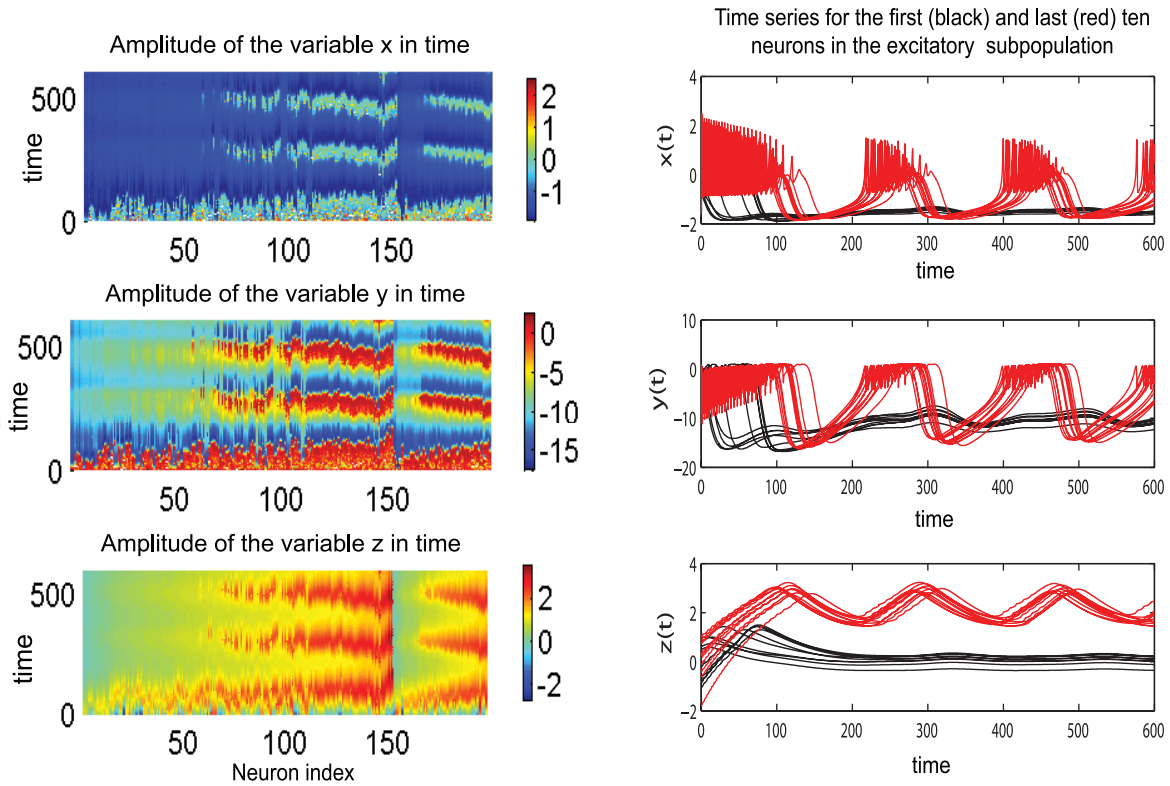 Amplitude of the variable x in time
500
0
time
50
100
150
2
1
0
-1
Amplitude of the variable y in time
500
0
time
50
100
150
0
-5
-10
-15
Amplitude of the variable z in time
500
0
time
50
100
150
Neuron index
2
0
-2
Time series for the first (black) and last (red) ten
neurons in the excitatory subpopulation
4
2
0
−2
x(t)
0 100 200 300 400 500 600
time
10
0
−10
−20
y(t)
0 100 200 300 400 500 600
time
4
2
0
−2
z(t)
0 100 200 300 400 500 600
time